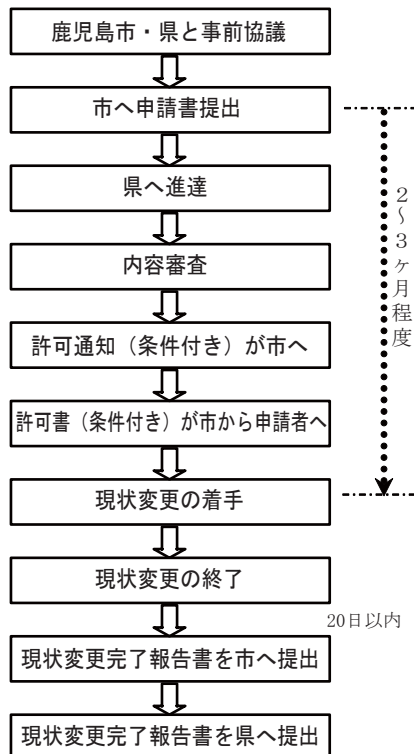 鹿児島市・県と事前協議
市へ申請書提出
県へ進達
内容審査
許可通知（条件付き）が市へ
許可書（条件付き）が市から申請者へ
現状変更の着手
2～3ヶ月程度
現状変更の終了
20日以内
現状変更完了報告書を市へ提出
現状変更完了報告書を県へ提出